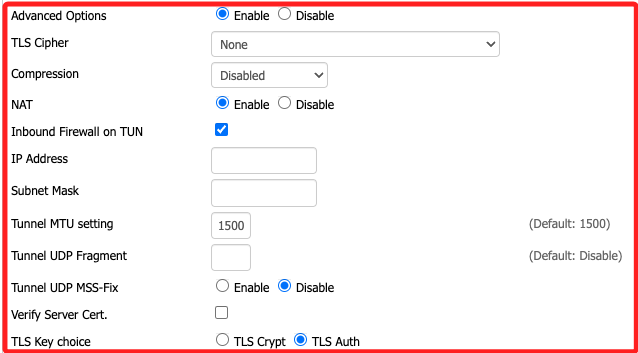 Advanced Options Enable Disable
TLS Cipher None
Compression Disabled
NAT Enable Disable
Inbound Firewall on TUN
IP Address
Subnet Mask
Tunnel MTU setting 1500 (Default: 1500)
Tunnel UDP Fragment (Default: Disable)
Tunnel UDP MSS-Fix Enable Disable
Verify Server Cert.
TLS Key choice TLS Crypt TLS Auth